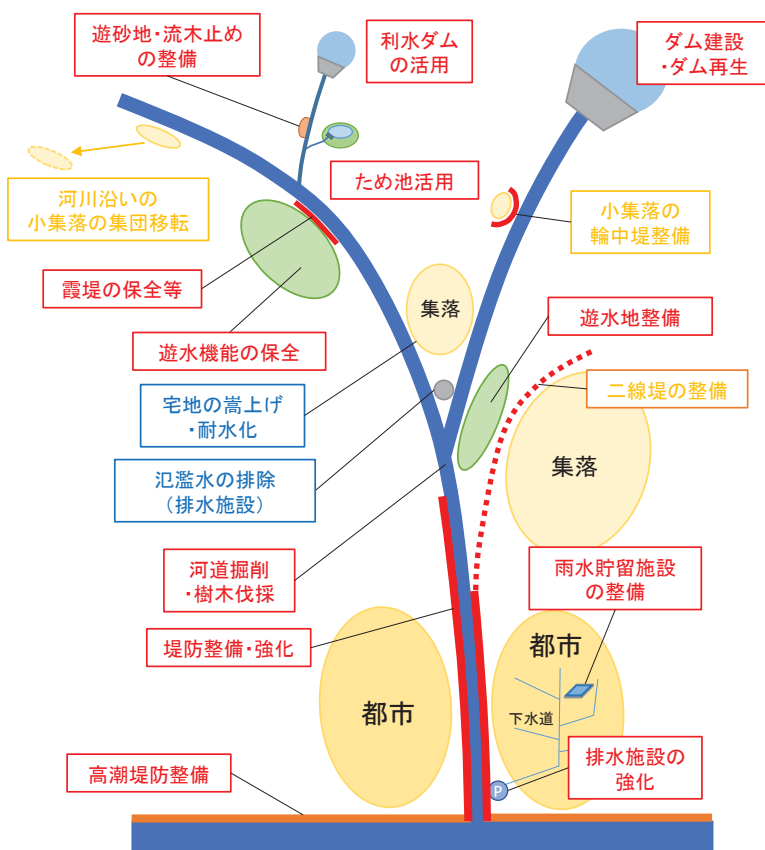 遊砂地・流木止め
の整備
利水ダム
の活用
ダム建設
・ダム再生
河川沿いの
小集落の集団移転
ため池活用
小集落の
輪中堤整備
霞堤の保全等
集落
遊水地整備
遊水機能の保全
宅地の嵩上げ
・耐水化
二線堤の整備
集落
氾濫水の排除
（排水施設）
河道掘削
・樹木伐採
雨水貯留施設
の整備
堤防整備・強化
都市
都市
下水道
高潮堤防整備
排水施設の
強化
P